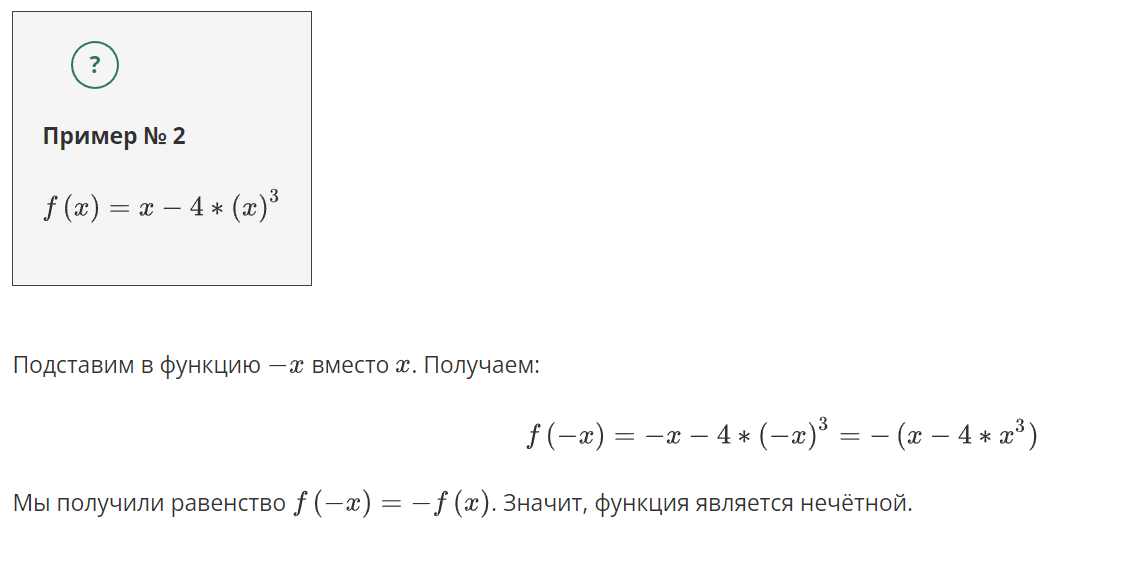 ?
Пример № 2
f (x) = x − 4 ∗ (x)³
Подставим в функцию −x вместо x. Получаем:
f (−x) = −x − 4 ∗ (−x)³ = − (x − 4 ∗ x³)
Мы получили равенство f (−x) = −f (x). Значит, функция является нечётной.